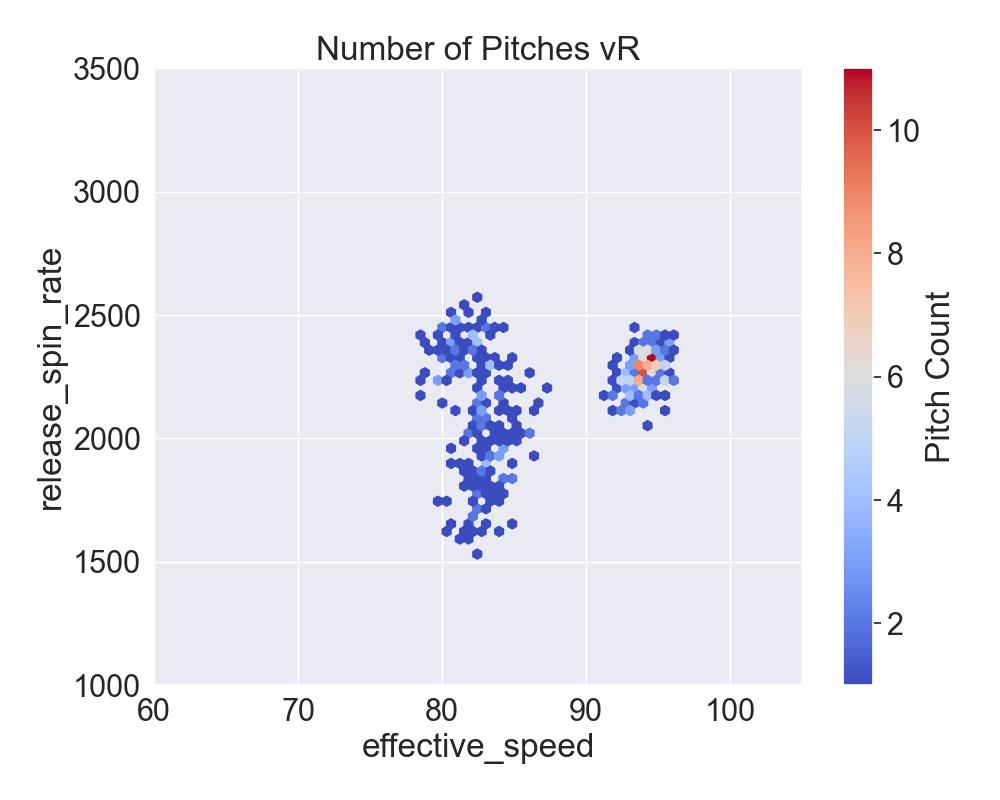 Number of Pitches vR
3500
3000
2500
2000
1500
1000
release_spin_rate
60 70 80 90 100
effective_speed
10
8
6
4
2
Pitch Count